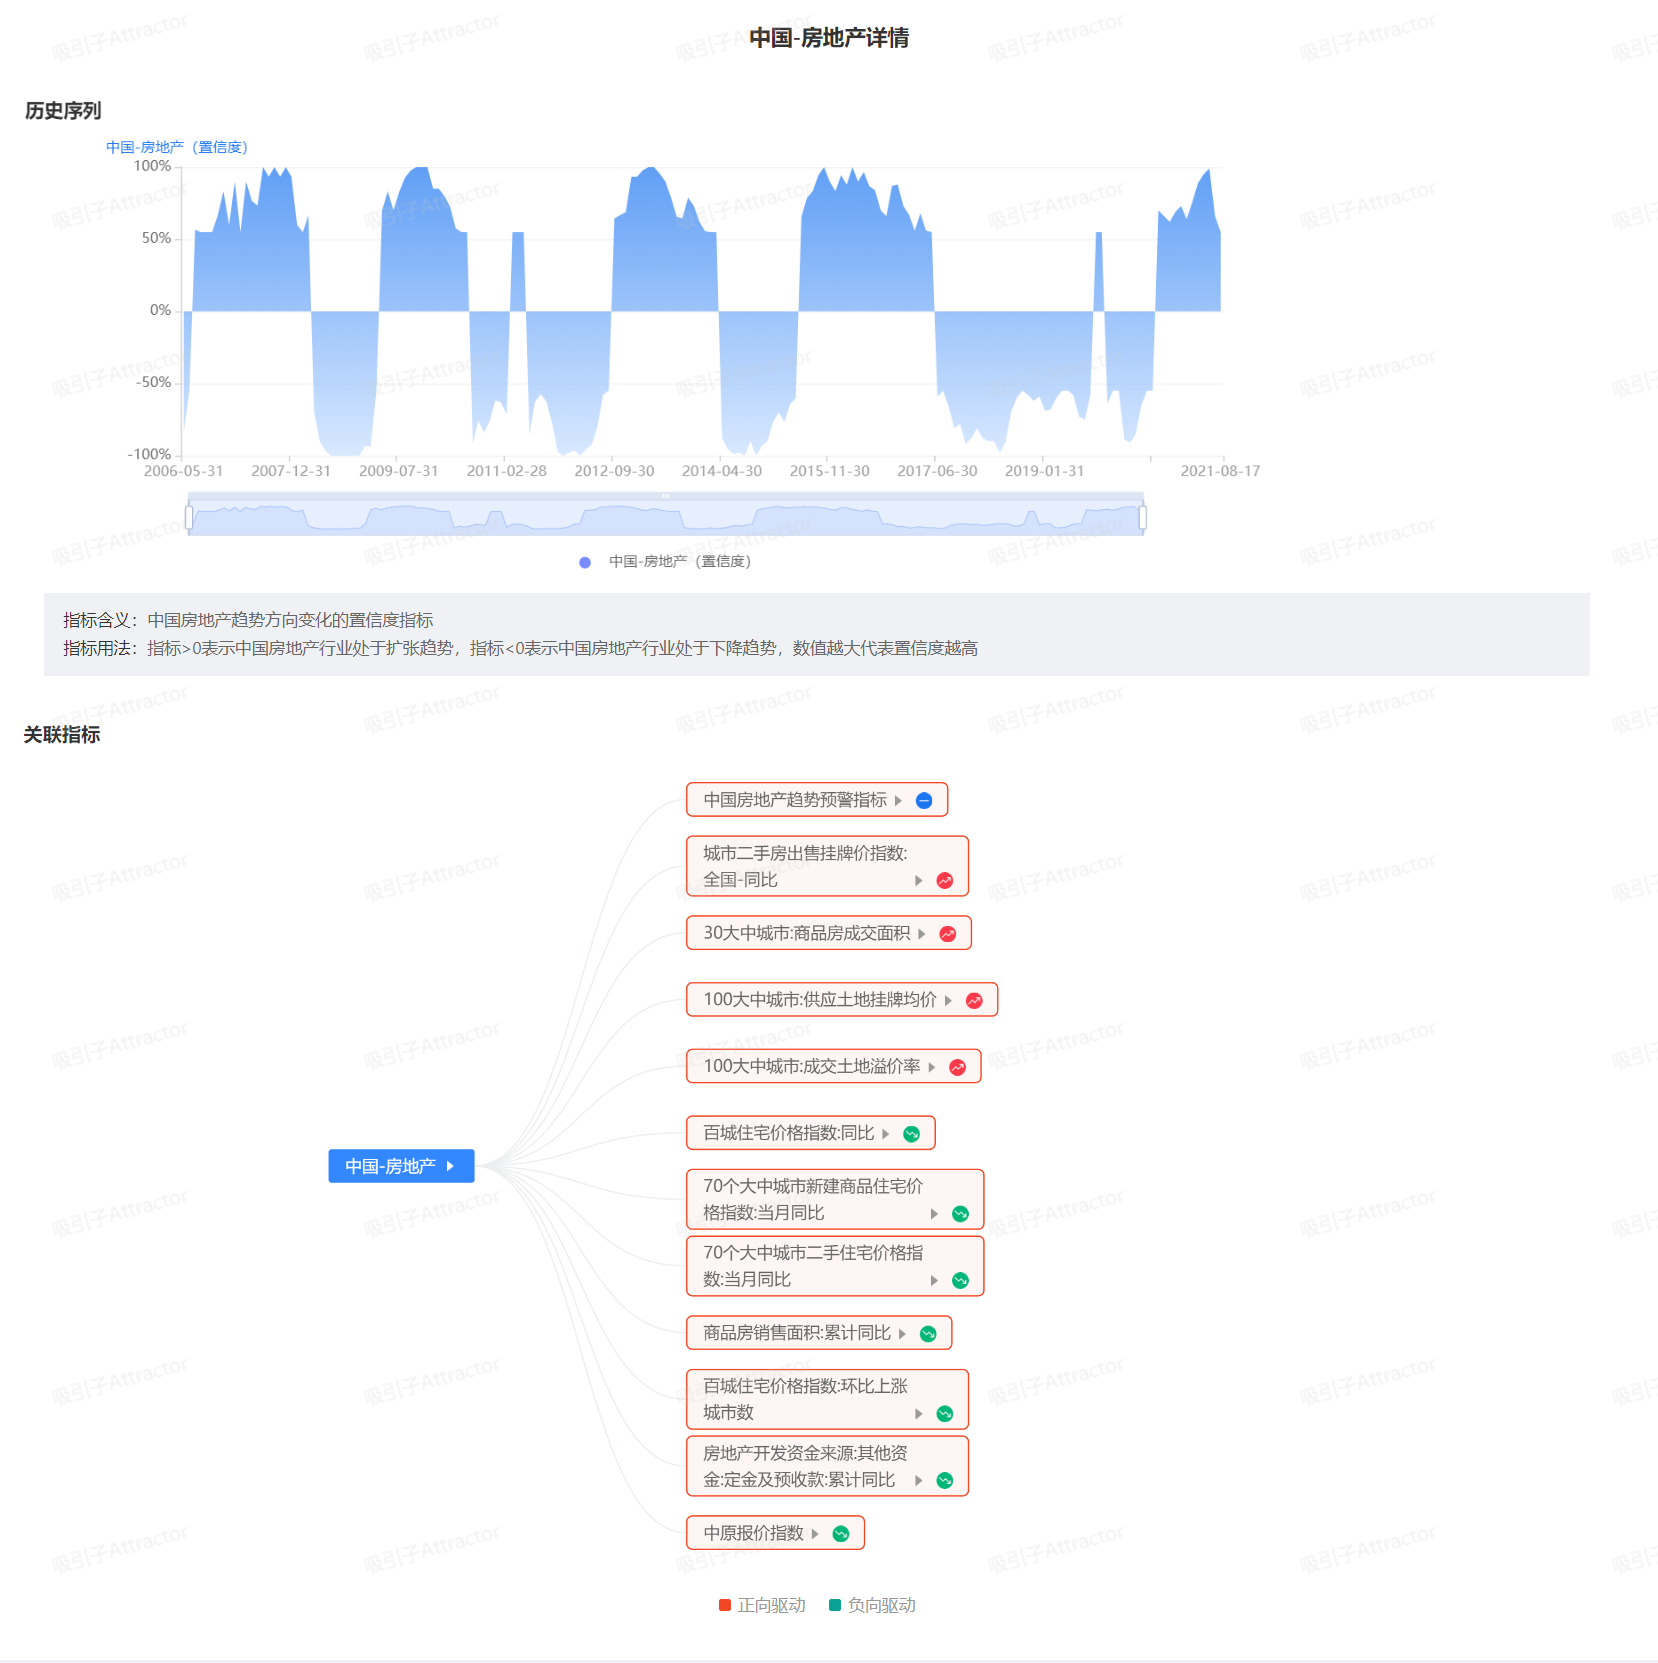 中国-房地产详情
历史序列
中国-房地产（置信度）
100%
50%
0%
-50%
-100%
2006-05-31 2007-12-31 2009-07-31 2011-02-28 2012-09-30 2014-04-30 2015-11-30 2017-06-30 2019-01-31 2021-08-17
中国-房地产（置信度）
指标含义：中国房地产趋势方向变化的置信度指标
指标用法：指标>0表示中国房地产行业处于扩张趋势，指标<0表示中国房地产行业处于下降趋势，数值越大代表置信度越高
关联指标
中国房地产趋势预警指标
城市二手房出售挂牌价指数:
全国-同比
30大中城市:商品房成交面积
100大中城市:供应土地挂牌均价
100大中城市:成交土地溢价率
百城住宅价格指数:同比
中国-房地产
70个大中城市新建商品住宅价
格指数:当月同比
70个大中城市二手住宅价格指
数:当月同比
商品房销售面积:累计同比
百城住宅价格指数:环比上涨
城市数
房地产开发资金来源:其他资
金:定金及预收款:累计同比
中原报价指数
正向驱动 负向驱动
吸引子Attractor